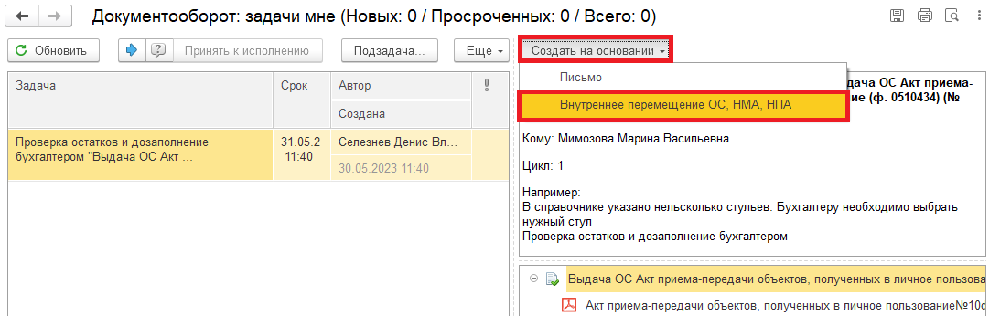 Документооборот: задачи мне (Новых: 0 / Просроченных: 0 / Всего: 0)
Обновить
Принять к исполнению
Подзадача...
Еще
Создать на основании
Письмо
Внутреннее перемещение ОС, НМА, НПА
Задача
Срок
Автор
Создана
Проверка остатков и дозаполнение
бухгалтером "Выдача ОС Акт ...
31.05.2
11:40
Селезнев Денис Вл...
30.05.2023 11:40
дача ОС Акт приема-
ие (ф. 0510434) (№
Кому: Мимозова Марина Васильевна
Цикл: 1
Например:
В справочнике указано нельсколько стульев. Бухгалтеру необходимо выбрать
нужный стул
Проверка остатков и дозаполнение бухгалтером
Выдача ОС Акт приема-передачи объектов, полученных в личное пользова
Акт приема-передачи объектов, полученных в личное пользование№10